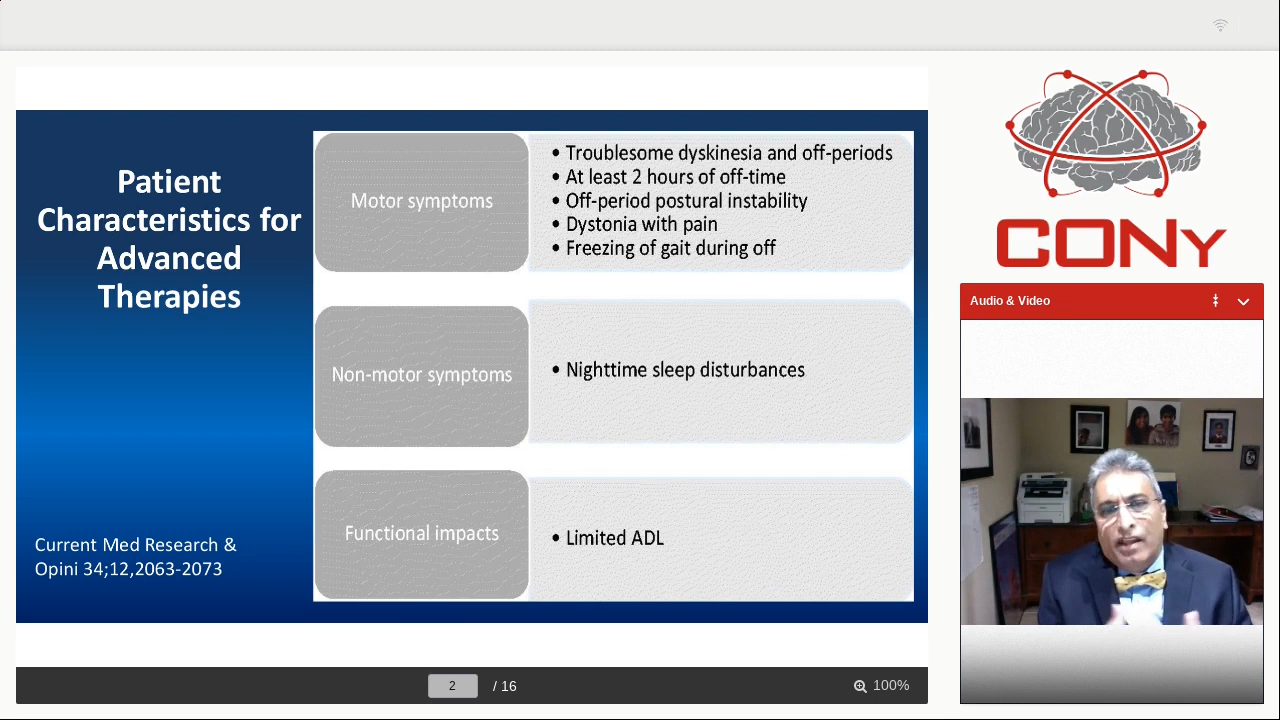 Patient
Characteristics for
Advanced
Therapies
Current Med Research &
Opini 34;12,2063-2073
Motor symptoms
• Troublesome dyskinesia and off-periods
• At least 2 hours of off-time
• Off-period postural instability
• Dystonia with pain
• Freezing of gait during off
Non-motor symptoms
• Nighttime sleep disturbances
Functional impacts
• Limited ADL
2 / 16
100%
CONy
Audio & Video